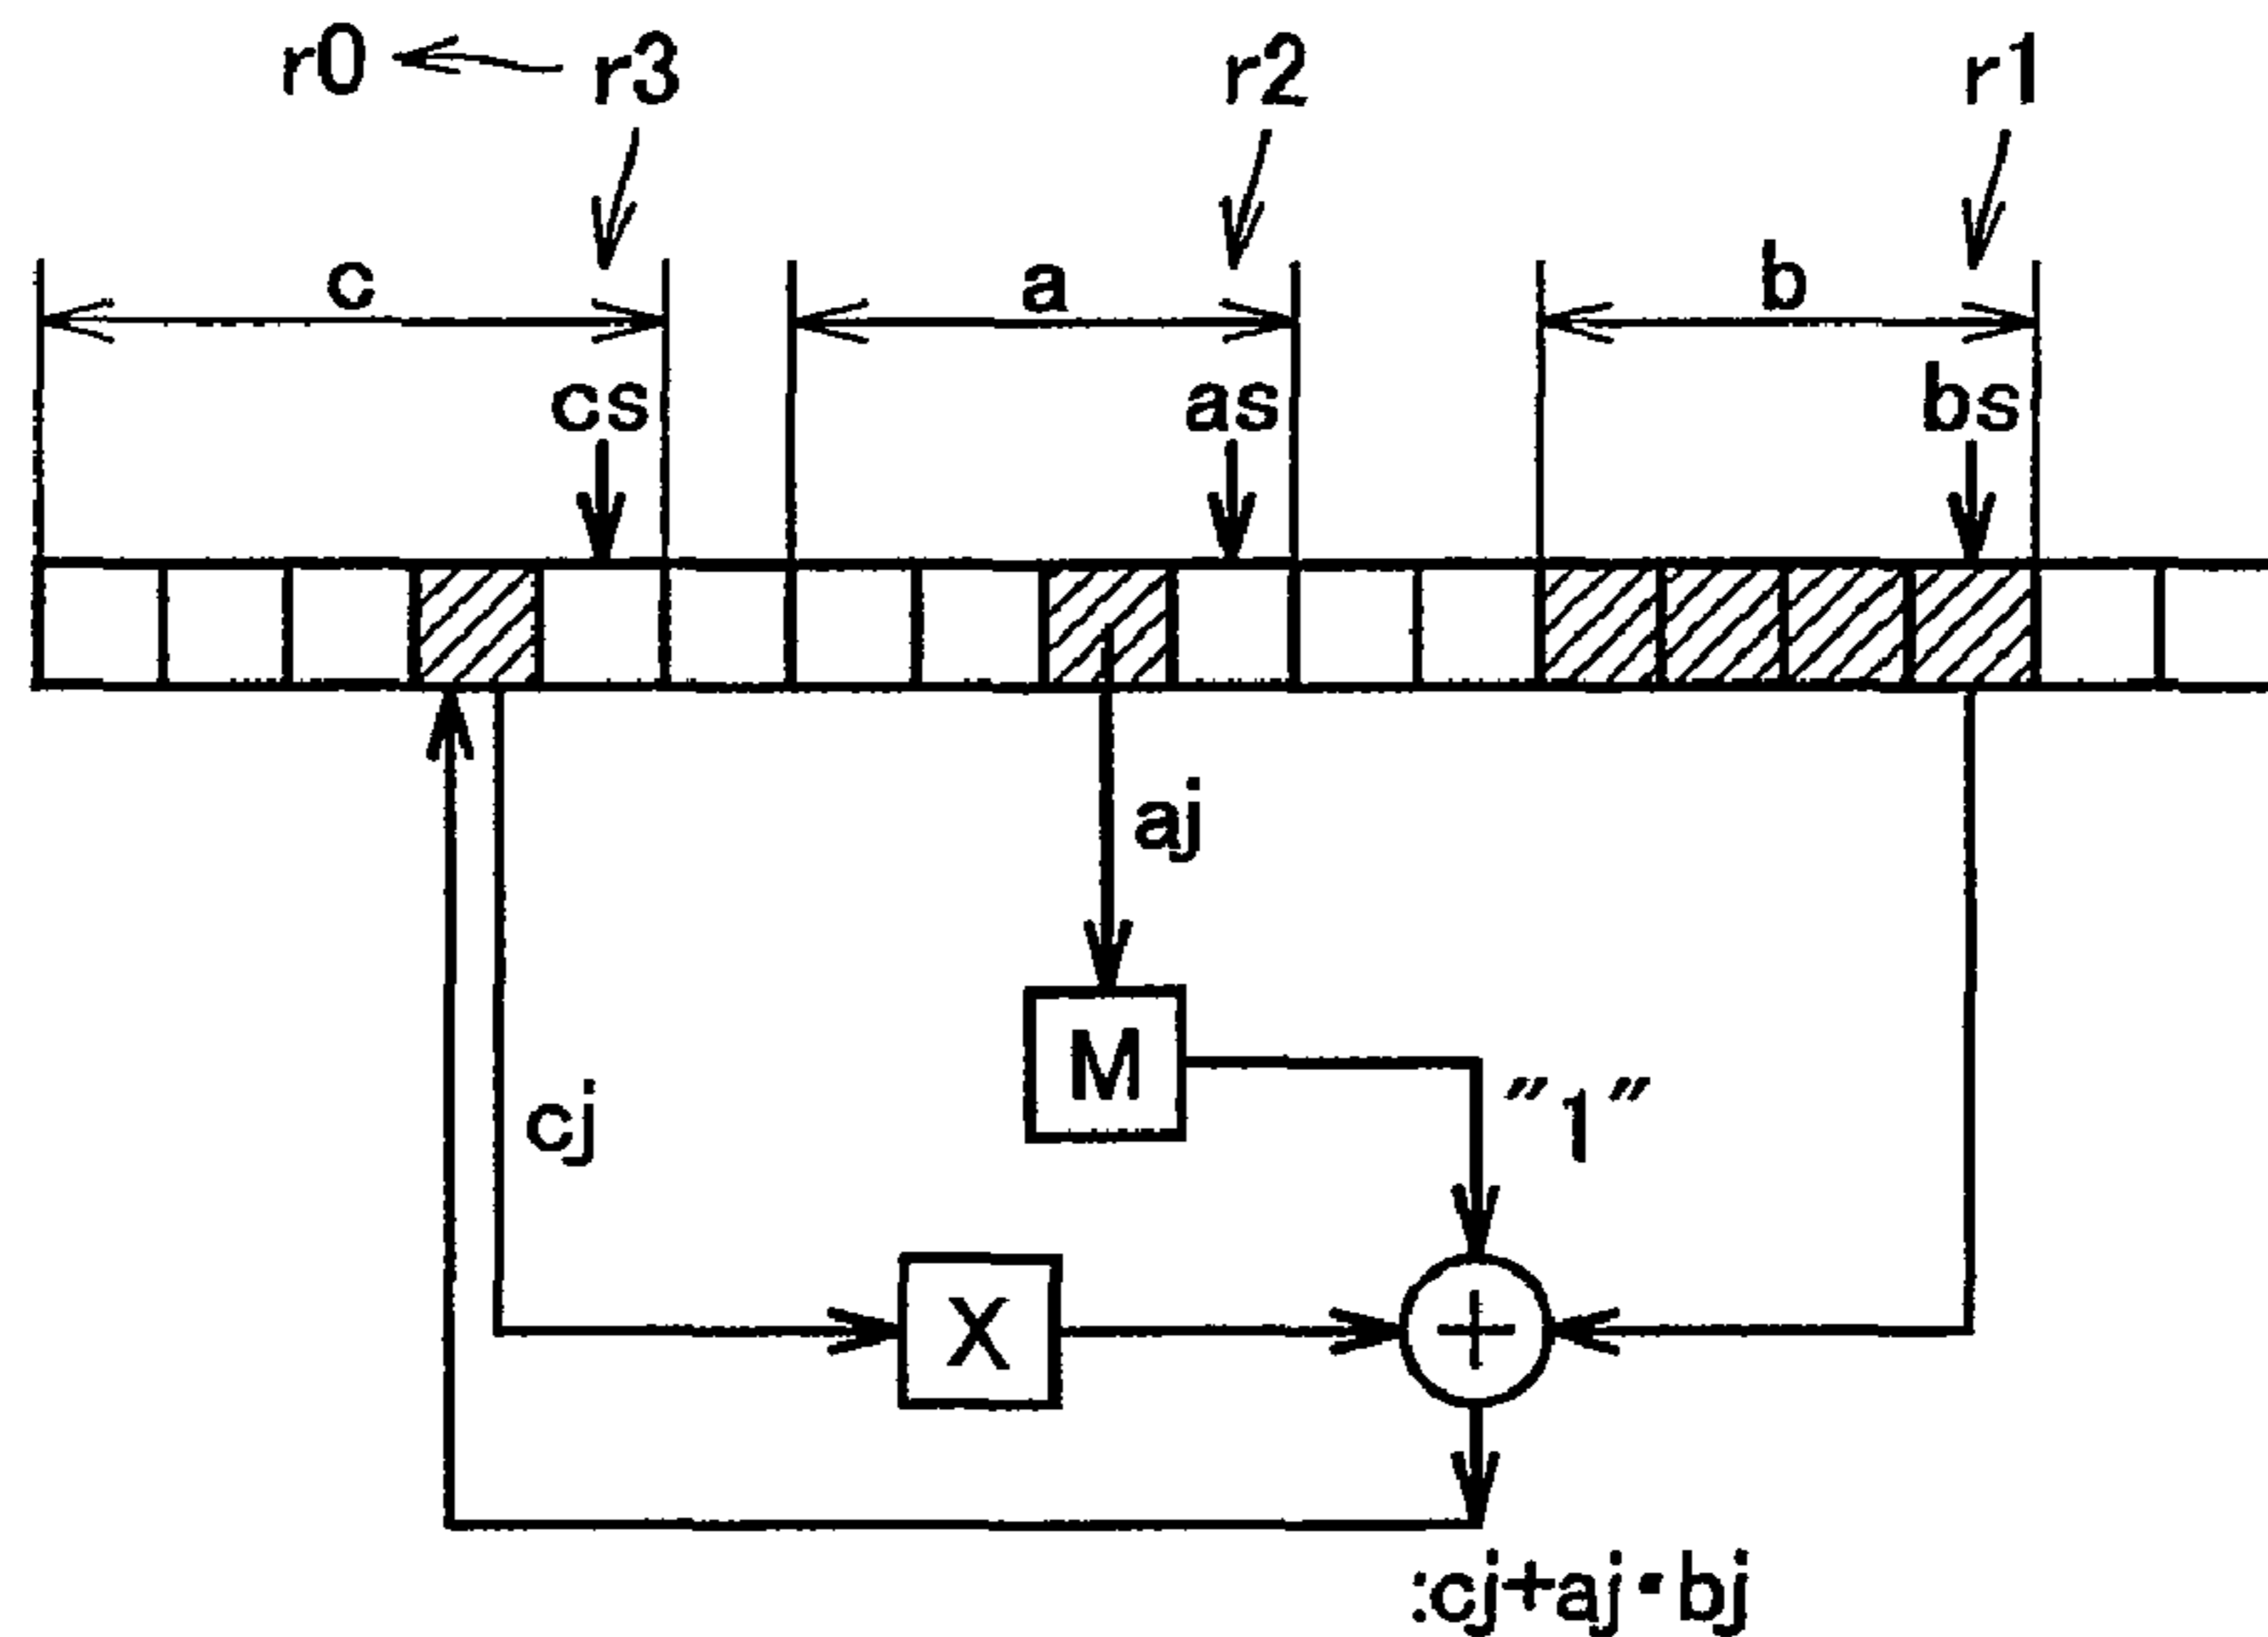 r0 r3 r2 r1
c a b
cs as bs
aj
M
cj "1"
X +
:cj+aj·bj